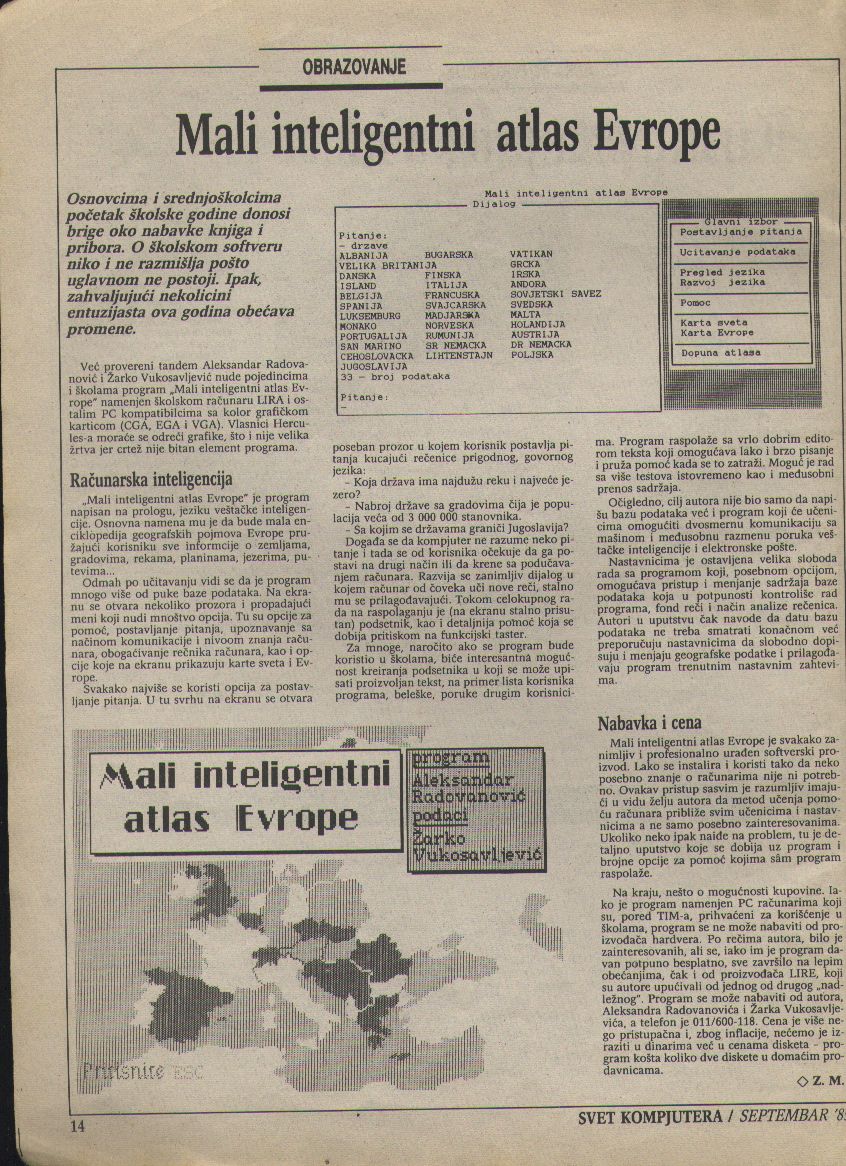 OBRAZOVANJE
Mali inteligentni atlas Evrope
Osnovcima i srednjoškolcima
početak školske godine donosi
brige oko nabavke knjiga i
pribora. O školskom softveru
niko i ne razmišlja pošto
uglavnom ne postoji. Ipak,
zahvaljujući nekolicini
entuzijasta ova godina obećava
promene.
Već provereni tandem Aleksandar Radova-
nović i Žarko Vukosavljević nude pojedincima
i školama program „Mali inteligentni atlas Ev-
rope” namenjen školskom računaru LIRA i os-
talim PC kompatibilcima sa kolor grafičkom
karticom (CGA, EGA i VGA). Vlasnici Hercu-
les-a moraće se odreći grafike, što i nije velika
žrtva jer crtež nije bitan element programa.
Računarska inteligencija
„Mali inteligentni atlas Evrope” je program
napisan na prologu, jeziku veštačke inteligen-
cije. Osnovna namena mu je da bude mala en-
ciklopedija geografskih pojmova Evrope pru-
žajući korisniku sve informcije o zemljama,
gradovima, rekama, planinama, jezerima, pu-
tevima...
Odmah po učitavanju vidi se da je program
mnogo više od puke baze podataka. Na ekra-
nu se otvara nekoliko prozora i propadajući
meni koji nudi mnoštvo opcija. Tu su opcije za
pomoć, postavljanje pitanja, upoznavanje sa
načinom komunikacije i nivoom znanja raču-
nara, obogaćivanje rečnika računara, kao i op-
cije koje na ekranu prikazuju karte sveta i Ev-
rope.
Svakako najviše se koristi opcija za postav-
ljanje pitanja. U tu svrhu na ekranu se otvara
Mali inteligentni atlas Evrope
Dijalog
Pitanje:
- drzave
ALBANIJA BUGARSKA VATIKAN
VELIKA BRITANIJA GRCKA
DANSKA FINSKA IRSKA
ISLAND ITALIJA ANDORA
BELGIJA FRANCUSKA SOVJETSKI SAVEZ
SPANIJA SVAJCARSKA SVEDSKA
LUKSEMBURG MADJARSKA MALTA
MONAKO NORVESKA HOLANDIJA
PORTUGALIJA RUMUNIJA AUSTRIJA
SAN MARINO SR NEMACKA DR NEMACKA
CEHOSLOVACKA LIHTENSTAJN POLJSKA
JUGOSLAVIJA
33 - broj podataka
Pitanje:
-
Glavni izbor
Postavljanje pitanja
Ucitavanje podataka
Pregled jezika
Razvoj jezika
Pomoc
Karta sveta
Karta Evrope
Dopuna atlasa
poseban prozor u kojem korisnik postavlja pi-
tanja kucajući rečenice prigodnog, govornog
jezika:
- Koja država ima najdužu reku i najveće je-
zero?
- Nabroj države sa gradovima čija je popu-
lacija veća od 3 000 000 stanovnika.
- Sa kojim se državama graniči Jugoslavija?
Događa se da kompjuter ne razume neko pi-
tanje i tada se od korisnika očekuje da ga po-
stavi na drugi način ili da krene sa podučava-
njem računara. Razvija se zanimljiv dijalog u
kojem računar od čoveka uči nove reči, stalno
mu se prilagođavajući. Tokom celokupnog ra-
da na raspolaganju je (na ekranu stalno prisu-
tan) podsetnik, kao i detaljnija pomoć koja se
dobija pritiskom na funkcijski taster.
Za mnoge, naročito ako se program bude
koristio u školama, biće interesantna moguć-
nost kreiranja podsetnika u koji se može upi-
sati proizvoljan tekst, na primer lista korisnika
programa, beleške, poruke drugim korisnici-
ma. Program raspolaže sa vrlo dobrim edito-
rom teksta koji omogućava lako i brzo pisanje
i pruža pomoć kada se to zatraži. Moguć je rad
sa više testova istovremeno kao i međusobni
prenos sadržaja.
Očigledno, cilj autora nije bio samo da napi-
šu bazu podataka već i program koji će učeni-
cima omogućiti dvosmernu komunikaciju sa
mašinom i međusobnu razmenu poruka veš-
tačke inteligencije i elektronske pošte.
Nastavnicima je ostavljena velika sloboda
rada sa programom koji, posebnom opcijom,
omogućava pristup i menjanje sadržaja baze
podataka koja u potpunosti kontroliše rad
programa, fond reči i način analize rečenica.
Autori u uputstvu čak navode da datu bazu
podataka ne treba smatrati konačnom već
preporučuju nastavnicima da slobodno dopi-
suju i menjaju geografske podatke i prilagođa-
vaju program trenutnim nastavnim zahtevi-
ma.
Nabavka i cena
Mali inteligentni atlas Evrope je svakako za-
nimljiv i profesionalno urađen softverski pro-
izvod. Lako se instalira i koristi tako da neko
posebno znanje o računarima nije ni potreb-
no. Ovakav pristup sasvim je razumljiv imaju-
ći u vidu želju autora da metod učenja pomo-
ću računara približe svim učenicima i nastav-
nicima a ne samo posebno zainteresovanima.
Ukoliko neko ipak naiđe na problem, tu je de-
taljno uputstvo koje se dobija uz program i
brojne opcije za pomoć kojima sâm program
raspolaže.
Na kraju, nešto o mogućnosti kupovine. Ia-
ko je program namenjen PC računarima koji
su, pored TIM-a, prihvaćeni za korišćenje u
školama, program se ne može nabaviti od pro-
izvođača hardvera. Po rečima autora, bilo je
zainteresovanih, ali se, iako im je program da-
van potpuno besplatno, sve završilo na lepim
obećanjima, čak i od proizvođača LIRE, koji
su autore upućivali od jednog od drugog „nad-
ležnog”. Program se može nabaviti od autora,
Aleksandra Radovanovića i Žarka Vukosavlje-
vića, a telefon je 011/600-118. Cena je više ne-
go pristupačna i, zbog inflacije, nećemo je iz-
raziti u dinarima već u cenama disketa - pro-
gram košta koliko dve diskete u domaćim pro-
davnicama.
◇ Z. M.
Mali inteligentni
atlas Evrope
program
Aleksandar
Radovanović
podaci
Žarko
Vukosavljević
Pritisnite ESC
14
SVET KOMPJUTERA / SEPTEMBAR